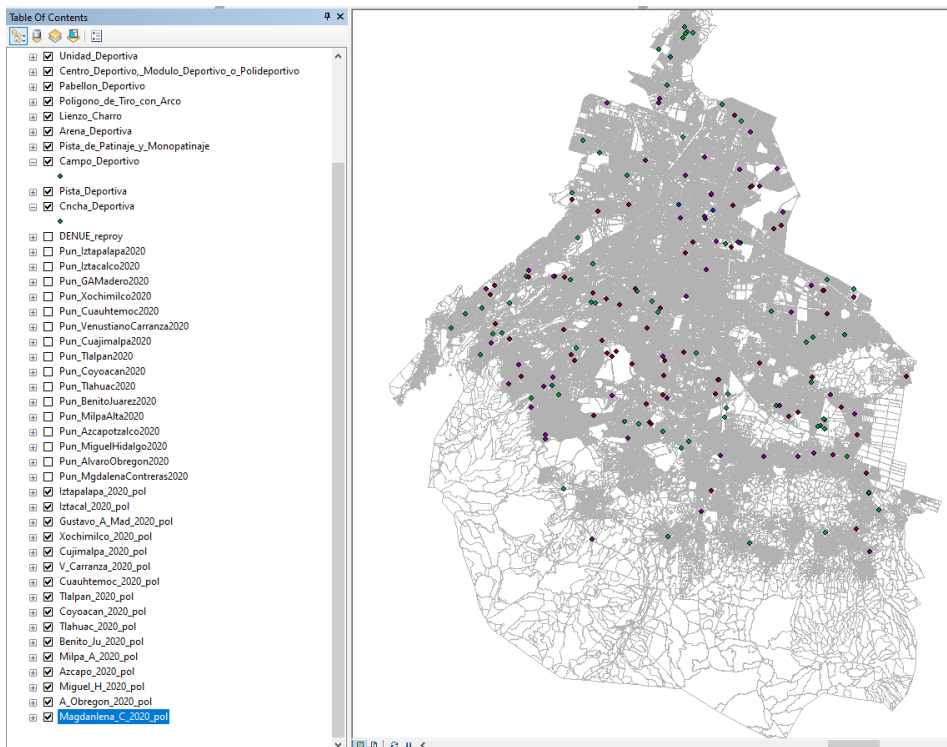 Table Of Contents
Unidad_Deportiva
Centro_Deportivo,_Modulo_Deportivo_o_Polideportivo
Pabellon_Deportivo
Poligono_de_Tiro_con_Arco
Lienzo_Charro
Arena_Deportiva
Pista_de_Patinaje_y_Monopatinaje
Campo_Deportivo
Pista_Deportiva
Cncha_Deportiva
DENUE_reproy
Pun_Iztapalapa2020
Pun_Iztacalco2020
Pun_GAMadero2020
Pun_Xochimilco2020
Pun_Cuauhtemoc2020
Pun_VenustianoCarranza2020
Pun_Cuajimalpa2020
Pun_Tlalpan2020
Pun_Coyoacan2020
Pun_Tlahuac2020
Pun_BenitoJuarez2020
Pun_MilpaAlta2020
Pun_Azcapotzalco2020
Pun_MiguelHidalgo2020
Pun_AlvaroObregon2020
Pun_MgdalenaContreras2020
Iztapalapa_2020_pol
Iztacal_2020_pol
Gustavo_A_Mad_2020_pol
Xochimilco_2020_pol
Cujimalpa_2020_pol
V_Carranza_2020_pol
Cuauhtemoc_2020_pol
Tlalpan_2020_pol
Coyoacan_2020_pol
Tlahuac_2020_pol
Benito_Ju_2020_pol
Milpa_A_2020_pol
Azcapo_2020_pol
Miguel_H_2020_pol
A_Obregon_2020_pol
Magdanlena_C_2020_pol